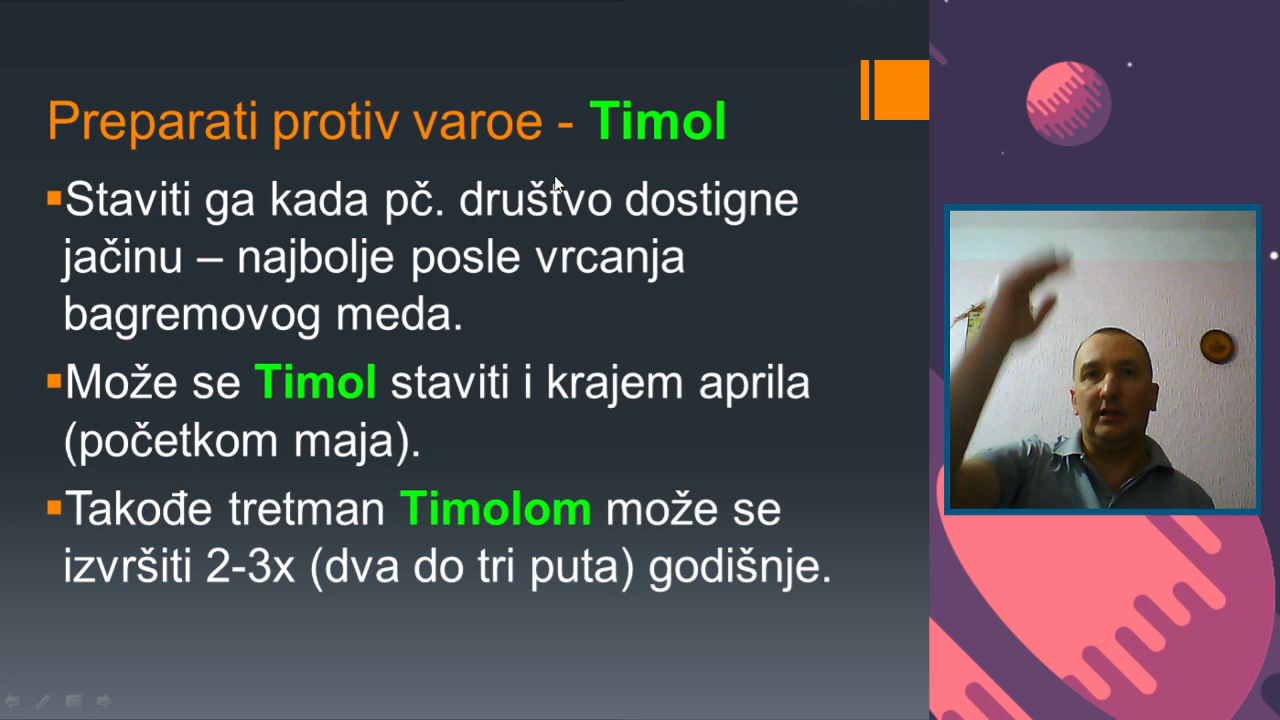 Preparati protiv varoe - Timol
Staviti ga kada pč. društvo dostigne
jačinu – najbolje posle vrcanja
bagremovog meda.
Može se Timol staviti i krajem aprila
(početkom maja).
Takođe tretman Timolom može se
izvršiti 2-3x (dva do tri puta) godišnje.